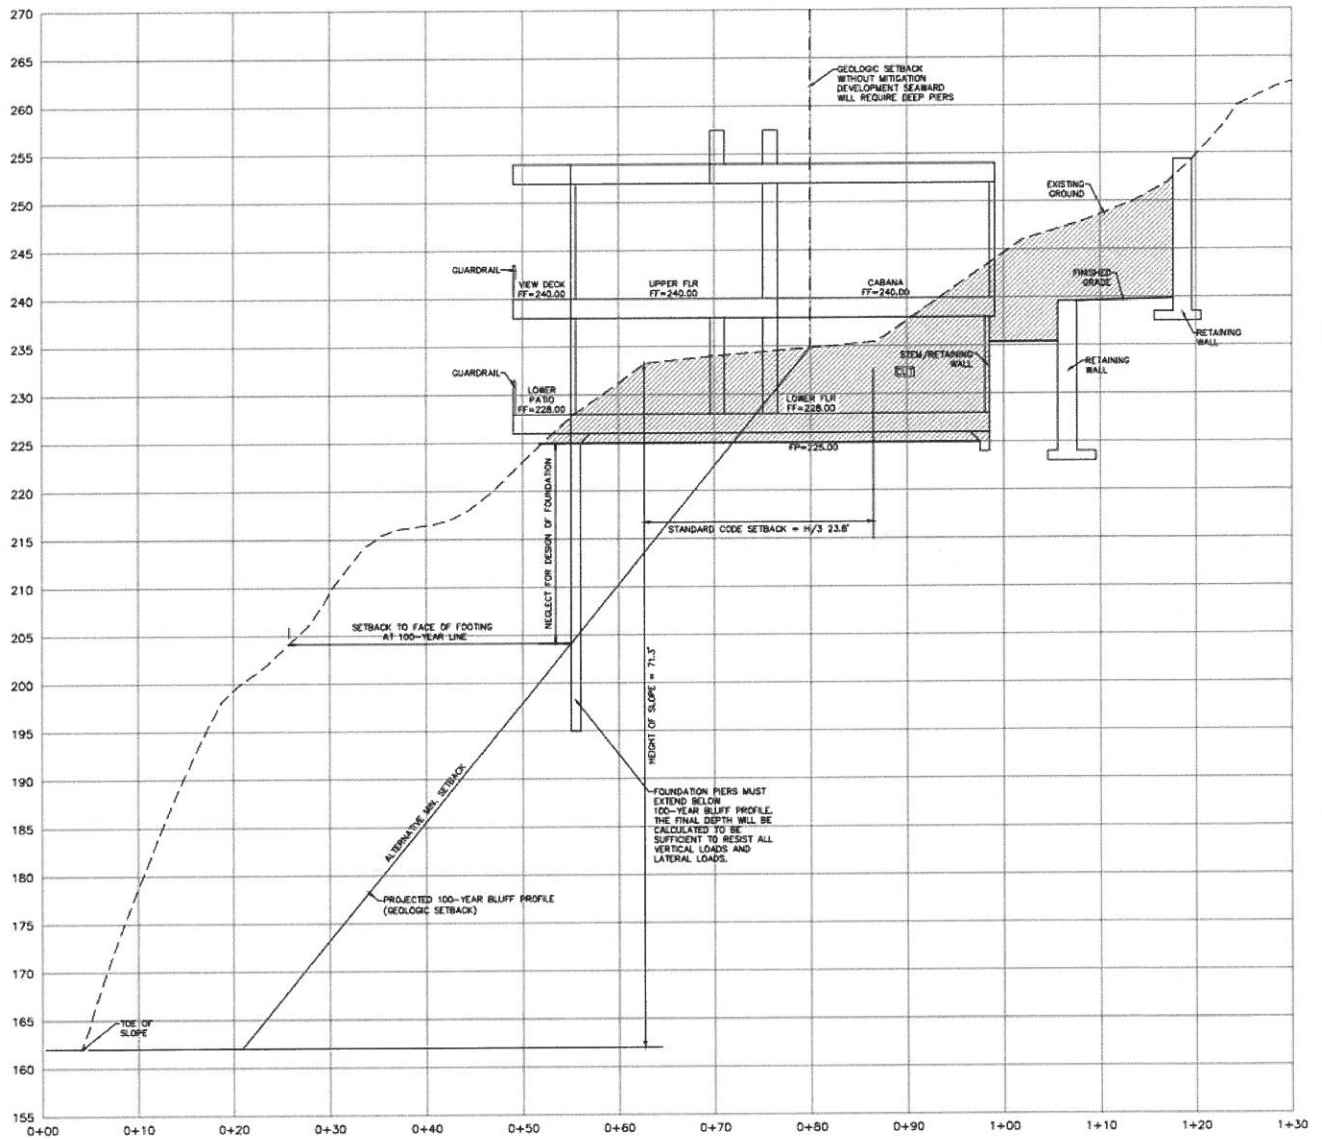 270
265
260
255
250
245
240
235
230
225
220
215
210
205
200
195
190
185
180
175
170
165
160
155
0+00
0+10
0+20
0+30
0+40
0+50
0+60
0+70
0+80
0+90
1+00
1+10
1+20
1+30
GEOLOGIC SETBACK
WITHOUT MITIGATION
DEVELOPMENT SEAWARD
WILL REQUIRE DEEP PIERS
EXISTING
GROUND
GUARDRAIL
VIEW DECK
FF=240.00
UPPER FLR
FF=240.00
CABANA
FF=240.00
FINISHED
GRADE
RETAINING
WALL
STEM/RETAINING
WALL
CUT
RETAINING
WALL
GUARDRAIL
LOWER
PATIO
FF=228.00
LOWER FLR
FF=228.00
FP=225.00
NEGLECT FOR DESIGN OF FOUNDATION
STANDARD CODE SETBACK = H/3 23.8'
SETBACK TO FACE OF FOOTING
AT 100-YEAR LINE
HEIGHT OF SLOPE = 71.3'
ALTERNATIVE MIN. SETBACK
FOUNDATION PIERS MUST
EXTEND BELOW
100-YEAR BLUFF PROFILE.
THE FINAL DEPTH WILL BE
CALCULATED TO BE
SUFFICIENT TO RESIST ALL
VERTICAL LOADS AND
LATERAL LOADS.
PROJECTED 100-YEAR BLUFF PROFILE
(GEOLOGIC SETBACK)
TOE OF
SLOPE